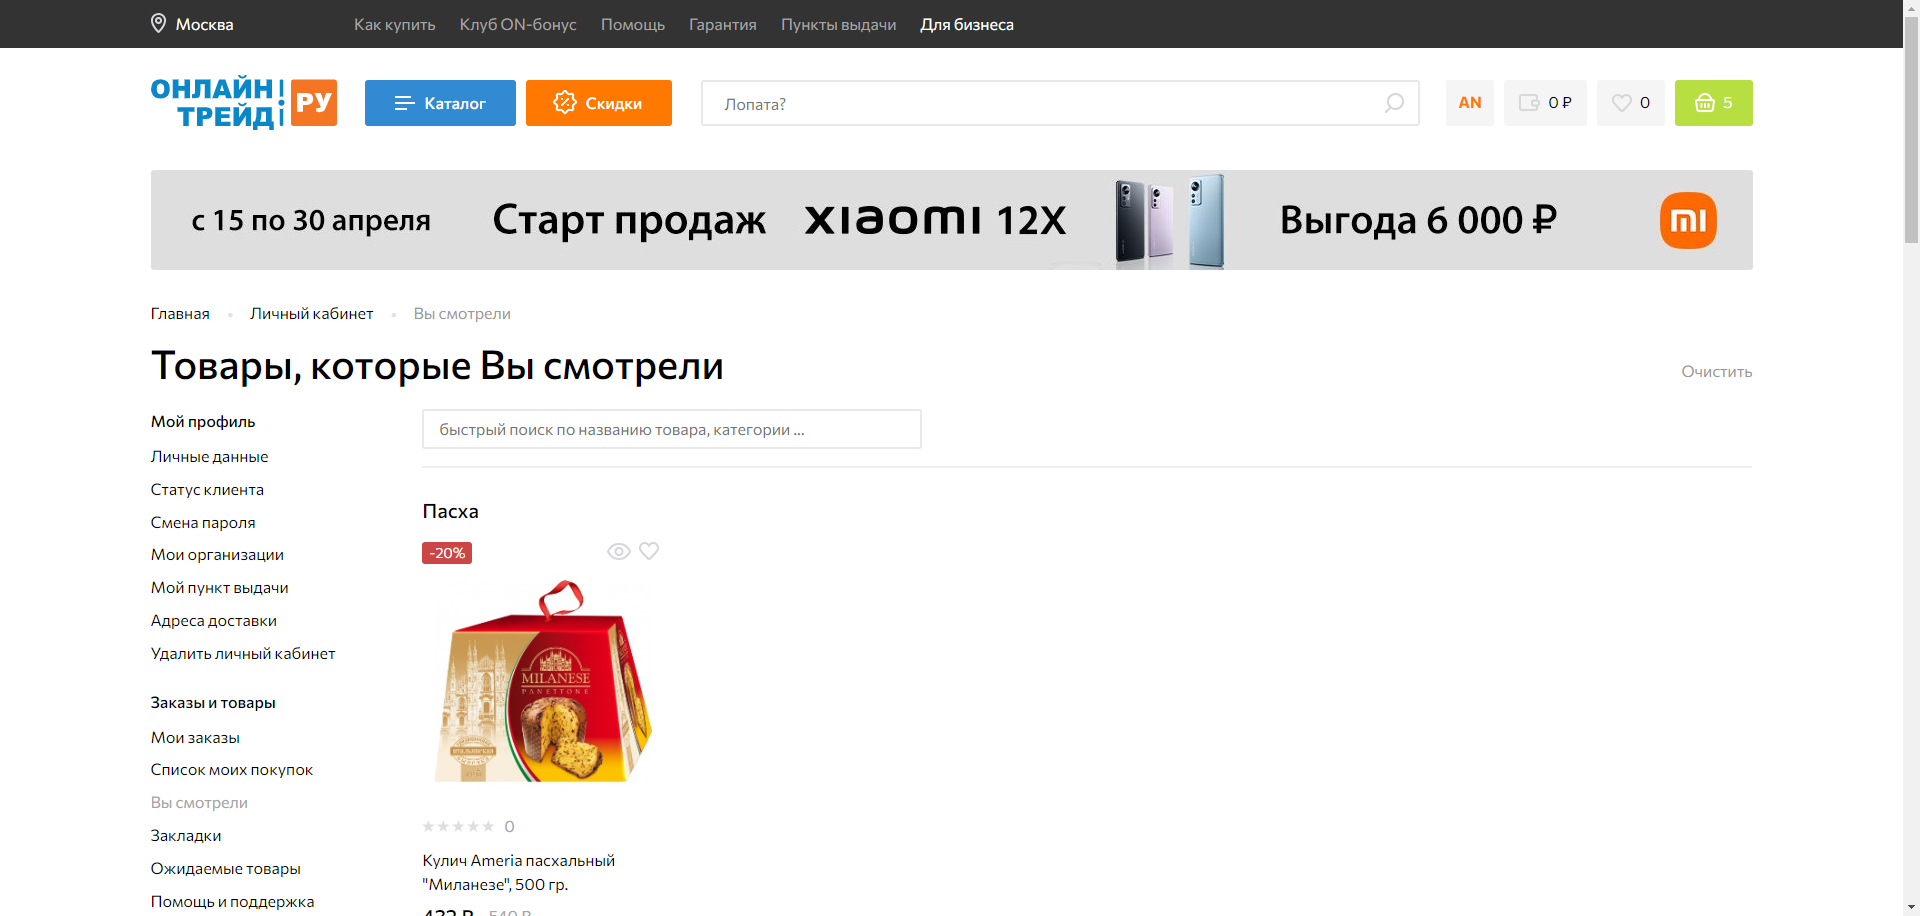 Москва
Как купить
Клуб ON-бонус
Помощь
Гарантия
Пункты выдачи
Для бизнеса
ОНЛАЙН
ТРЕЙД
РУ
Каталог
Скидки
Лопата?
AN
0 ₽
0
5
с 15 по 30 апреля
Старт продаж
xiaomi 12X
Выгода 6 000 ₽
Главная
Личный кабинет
Вы смотрели
Товары, которые Вы смотрели
Очистить
Мой профиль
Личные данные
Статус клиента
Смена пароля
Мои организации
Мой пункт выдачи
Адреса доставки
Удалить личный кабинет
Заказы и товары
Мои заказы
Список моих покупок
Вы смотрели
Закладки
Ожидаемые товары
Помощь и поддержка
быстрый поиск по названию товара, категории ...
Пасха
-20%
MILANESE
PANETTONE
0
Кулич Ameria пасхальный
"Миланезе", 500 гр.
432 ₽
540 ₽